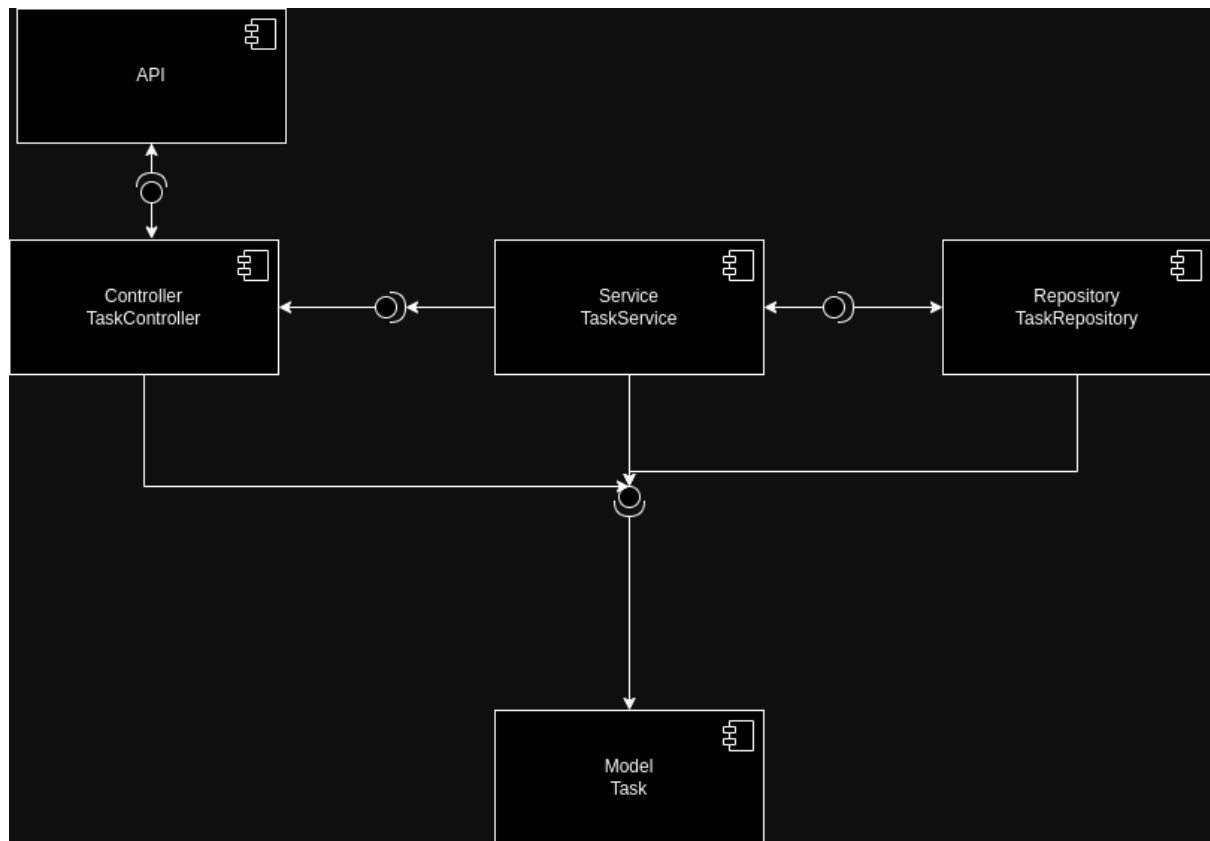 API
Controller
TaskController
Service
TaskService
Repository
TaskRepository
Model
Task